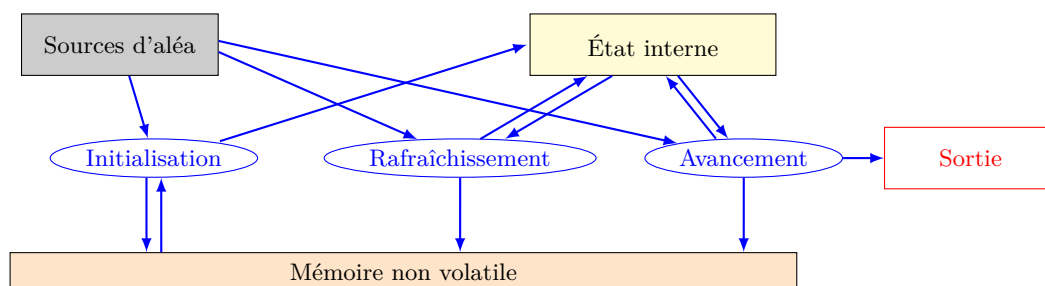 Sources d'aléa
État interne
Initialisation
Rafraîchissement
Avancement
Sortie
Mémoire non volatile